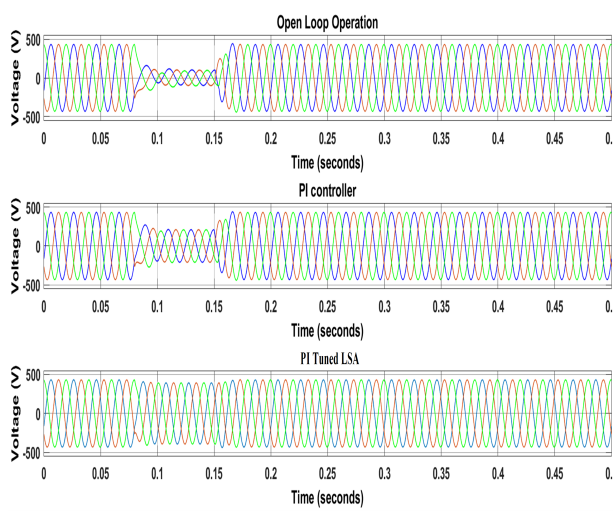 Open Loop Operation
Voltage (V)
500
0
-500
0 0.05 0.1 0.15 0.2 0.25 0.3 0.35 0.4 0.45 0.
Time (seconds)
PI controller
Voltage (V)
500
0
-500
0 0.05 0.1 0.15 0.2 0.25 0.3 0.35 0.4 0.45 0.
Time (seconds)
PI Tuned LSA
Voltage (V)
500
0
-500
0 0.05 0.1 0.15 0.2 0.25 0.3 0.35 0.4 0.45 0.
Time (seconds)